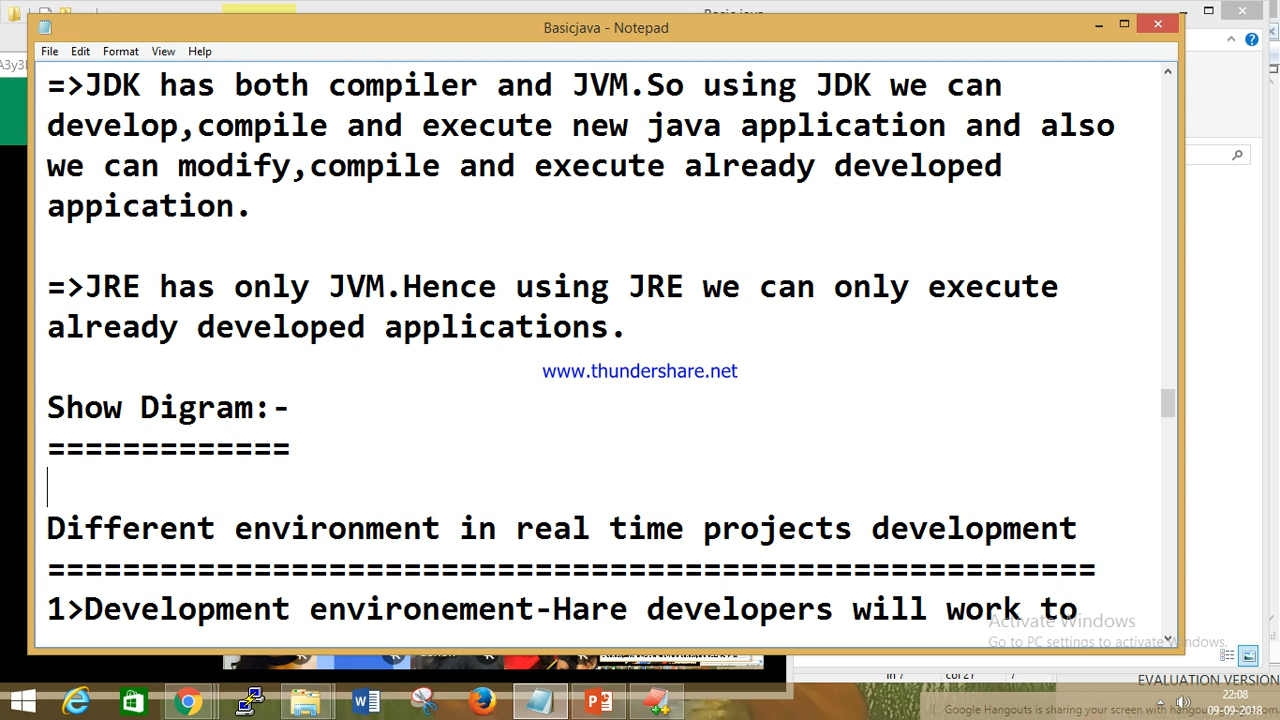 Basicjava - Notepad
File Edit Format View Help
=>JDK has both compiler and JVM.So using JDK we can
develop,compile and execute new java application and also
we can modify,compile and execute already developed
appication.
=>JRE has only JVM.Hence using JRE we can only execute
already developed applications.
www.thundershare.net
Show Digram:-
=============
Different environment in real time projects development
========================================================
1>Development environement-Hare developers will work to
Activate Windows
Go to PC settings to activate Windows.
EVALUATION VERSION
22:08
09-09-2018
Google Hangouts is sharing your screen with hangouts